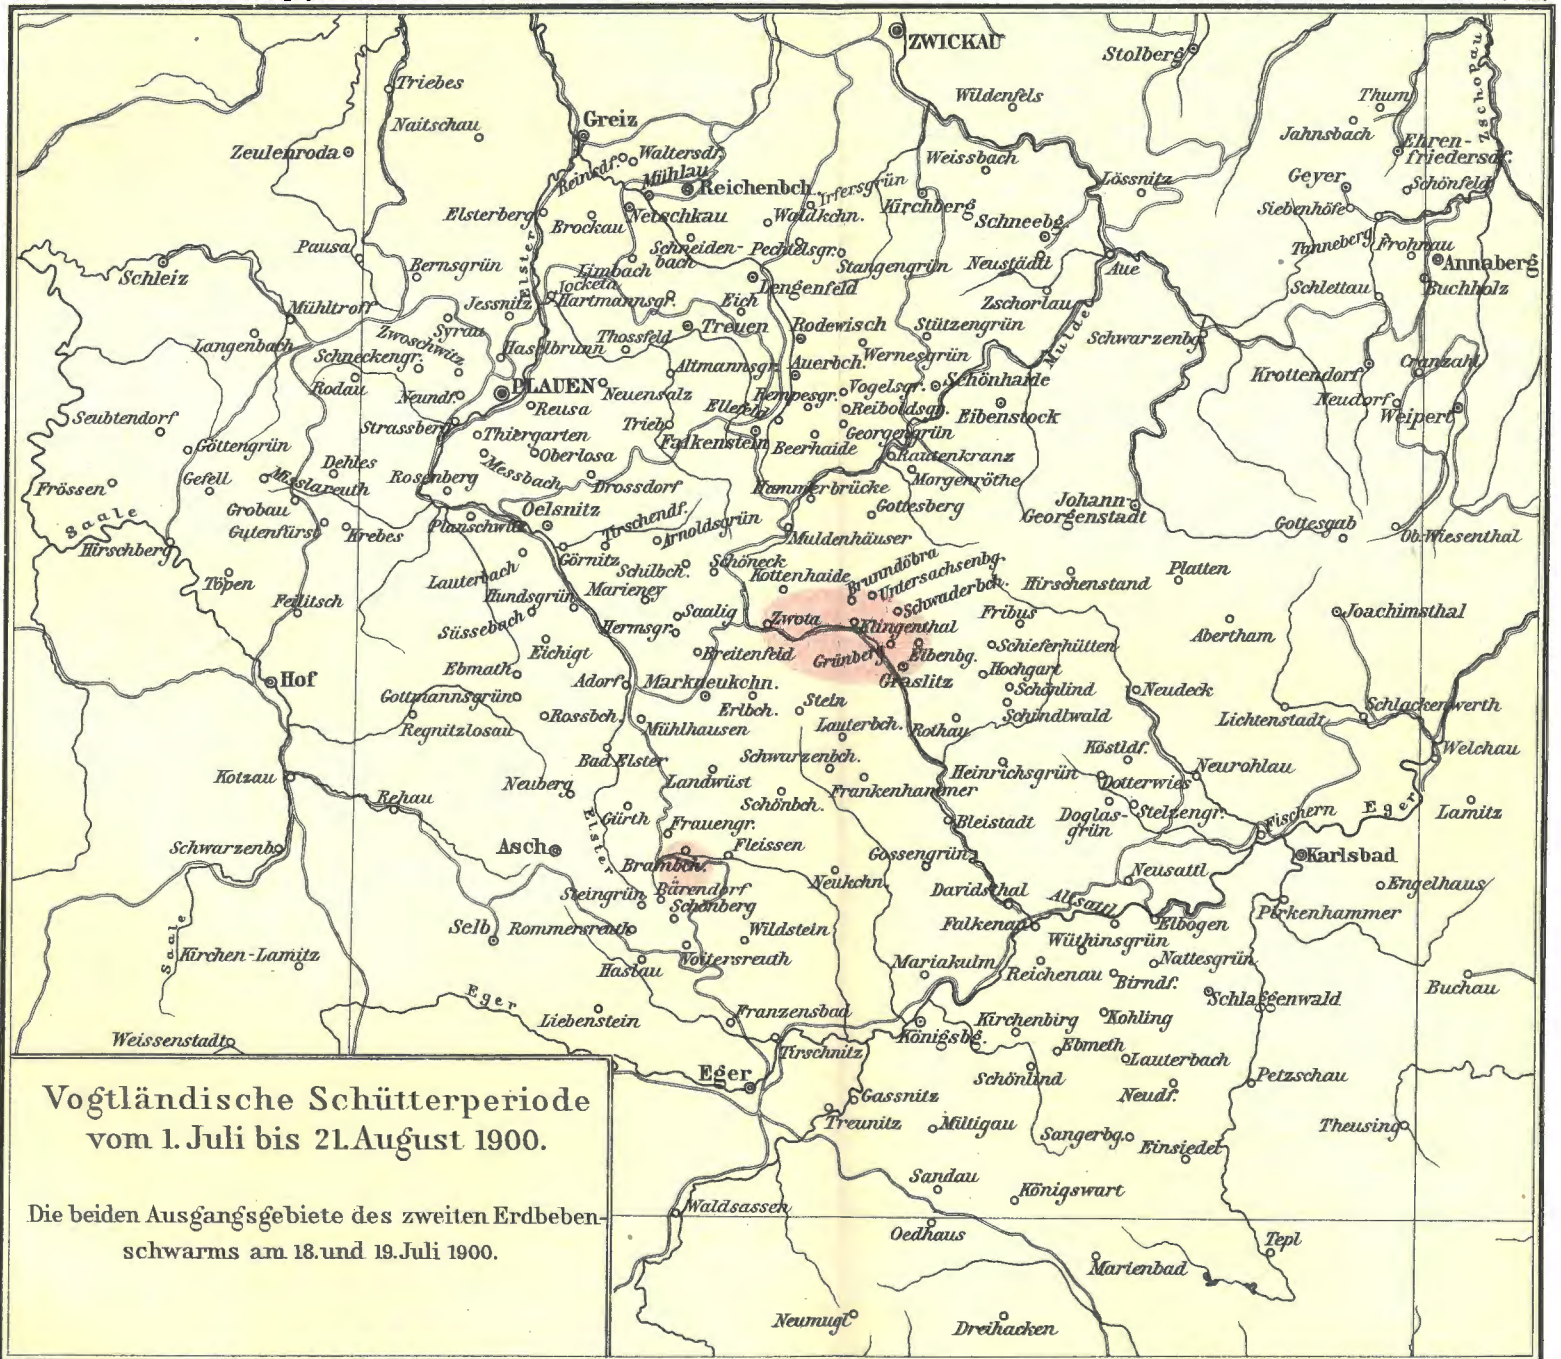 ZWICKAU
Stolberg
Zschopau
Triebes
Wildenfels
Thum
Greiz
Naitschau
Jahnsbach
Ehren-
friedersdf.
Zeulenroda
Waltersdf.
Reinsdf.
Mühlau
Weissbach
Reichenbch.
Irfersgrün
Lössnitz
Geyer
Schönfeld
Elsterberg
Netschkau
Waldkchn.
Kirchberg
Siebenhöfe
Brockau
Schneebg.
Pausa
Schneiden-
bach
Pechtelsgr.
Tanneberg
Frohnau
Schleiz
Bernsgrün
Elster
Limbach
Stangengrün
Neustädtl
Aue
Annaberg
Jocketa
Lengenfeld
Buchholz
Mühltroff
Jessnitz
Hartmannsgr.
Eich
Zschorlau
Schlettau
Syrau
Zwoschwitz
Thossfeld
Treuen
Rodewisch
Stützengrün
Mulde
Schwarzenbg.
Langenbach
Schneckengr.
Haselbrunn
Altmannsgr.
Auerbch.
Wernesgrün
Krottendorf
Cranzahl
Rodau
Neundf.
PLAUEN
Neuensalz
Rempesgr.
Vogelsgr.
Schönhaide
Neudorf
Seubtendorf
Reusa
Ellefeld
Reiboldsgr.
Eibenstock
Weipert
Strassberg
Thiergarten
Trieb
Falkenstein
Georgengrün
Göttengrün
Oberlosa
Beerhaide
Rautenkranz
Dehles
Messbach
Frössen
Gefell
Misslareuth
Rosenberg
Drossdorf
Hammerbrücke
Morgenröthe
Grobau
Oelsnitz
Gottesberg
Johann-
Georgenstadt
Saale
Gutenfürst
Krebes
Planschwitz
Tirschendf.
Arnoldsgrün
Gottesgab
Ob. Wiesenthal
Hirschberg
Muldenhäuser
Görnitz
Töpen
Lauterbach
Schilbch.
Schöneck
Brunndöbra
Untersachsenbg.
Hirschenstand
Platten
Feilitsch
Hundsgrün
Marieney
Kottenhaide
Schwaderbch.
Süssebach
Saalig
Zwota
Fribus
Joachimsthal
Hermsgr.
Klingenthal
Abertham
Eichigt
Breitenfeld
Grünberg
Eibenbg.
Schieferhütten
Ebmath
Hochgart
Hof
Adorf
Markneukchn.
Graslitz
Schönlind
Neudeck
Gottmannsgrün
Erlbch.
Stein
Regnitzlosau
Rossbch.
Mühlhausen
Lauterbch.
Rothau
Schindlwald
Lichtenstadt
Schlackenwerth
Bad Elster
Schwarzenbch.
Köstldf.
Welchau
Kotzau
Neuberg
Landwüst
Frankenhammer
Heinrichsgrün
Dotterwies
Neurohlau
Rehau
Schönbch.
Eger
Gürth
Elster
Frauengr.
Bleistadt
Doglas-
grün
Stelzengr.
Fischern
Lamitz
Schwarzenb.
Asch
Fleissen
Gossengrün
Karlsbad
Brambch.
Neukchn.
Davidsthal
Neusattl
Engelhaus
Steingrün
Bärendorf
Schönberg
Altsattl
Pirkenhammer
Selb
Rommersreuth
Wildstein
Falkenau
Elbogen
Saale
Kirchen-Lamitz
Haslau
Voitersreuth
Wüthinsgrün
Mariakulm
Reichenau
Birndf.
Nattesgrün
Buchau
Eger
Schlaggenwald
Liebenstein
Franzensbad
Kirchenbirg
Kohling
Weissenstadt
Königsbg.
Tirschnitz
Ebmeth
Lauterbach
Eger
Schönlind
Petzschau
Gassnitz
Neudf.
Treunitz
Miltigau
Sangerbg.
Theusing
Einsiedel
Sandau
Königswart
Waldsassen
Oedhaus
Tepl
Marienbad
Neumugl
Dreihacken
Vogtländische Schütterperiode
vom 1. Juli bis 21. August 1900.
Die beiden Ausgangsgebiete des zweiten Erdbeben-
schwarms am 18. und 19. Juli 1900.